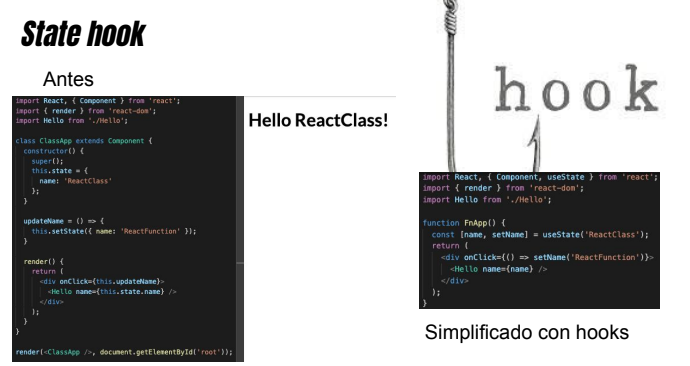 State hook
Antes
import React, { Component } from 'react';
import { render } from 'react-dom';
import Hello from './Hello';
class ClassApp extends Component {
constructor() {
super();
this.state = {
name: 'ReactClass'
};
}
updateName = () => {
this.setState({ name: 'ReactFunction' });
}
render() {
return (
<div onClick={this.updateName}>
<Hello name={this.state.name} />
</div>
);
}
}
render(<ClassApp />, document.getElementById('root'));
Hello ReactClass!
hook
import React, { Component, useState } from 'react';
import { render } from 'react-dom';
import Hello from './Hello';
function FnApp() {
const [name, setName] = useState('ReactClass');
return (
<div onClick={() => setName('ReactFunction')}>
<Hello name={name} />
</div>
);
}
Simplificado con hooks